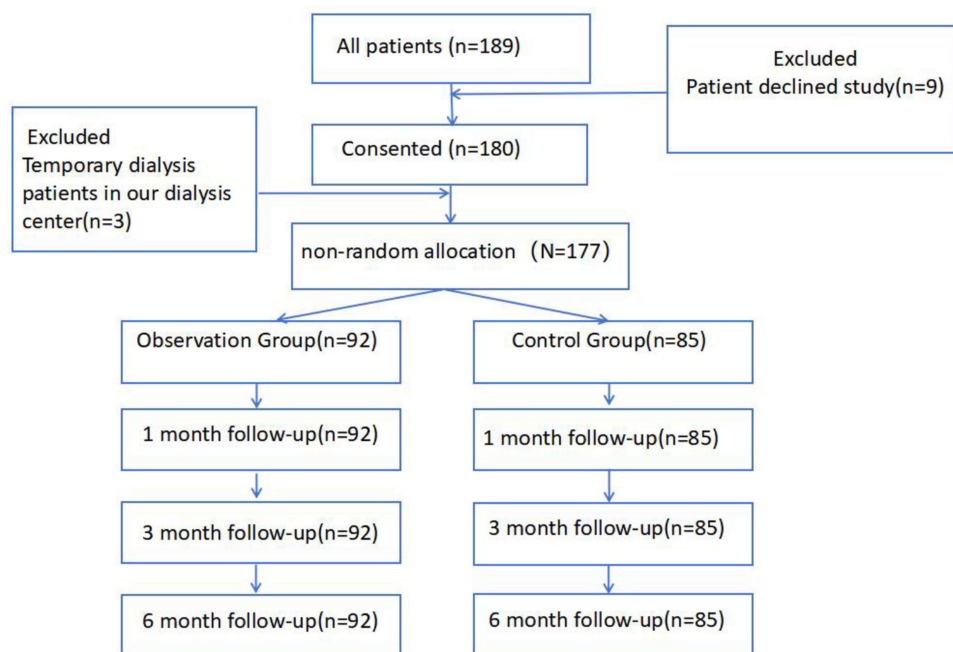 All patients (n=189)
Excluded
Patient declined study(n=9)
Consented (n=180)
Excluded
Temporary dialysis
patients in our dialysis
center(n=3)
non-random allocation （N=177）
Observation Group(n=92)
Control Group(n=85)
1 month follow-up(n=92)
1 month follow-up(n=85)
3 month follow-up(n=92)
3 month follow-up(n=85)
6 month follow-up(n=92)
6 month follow-up(n=85)